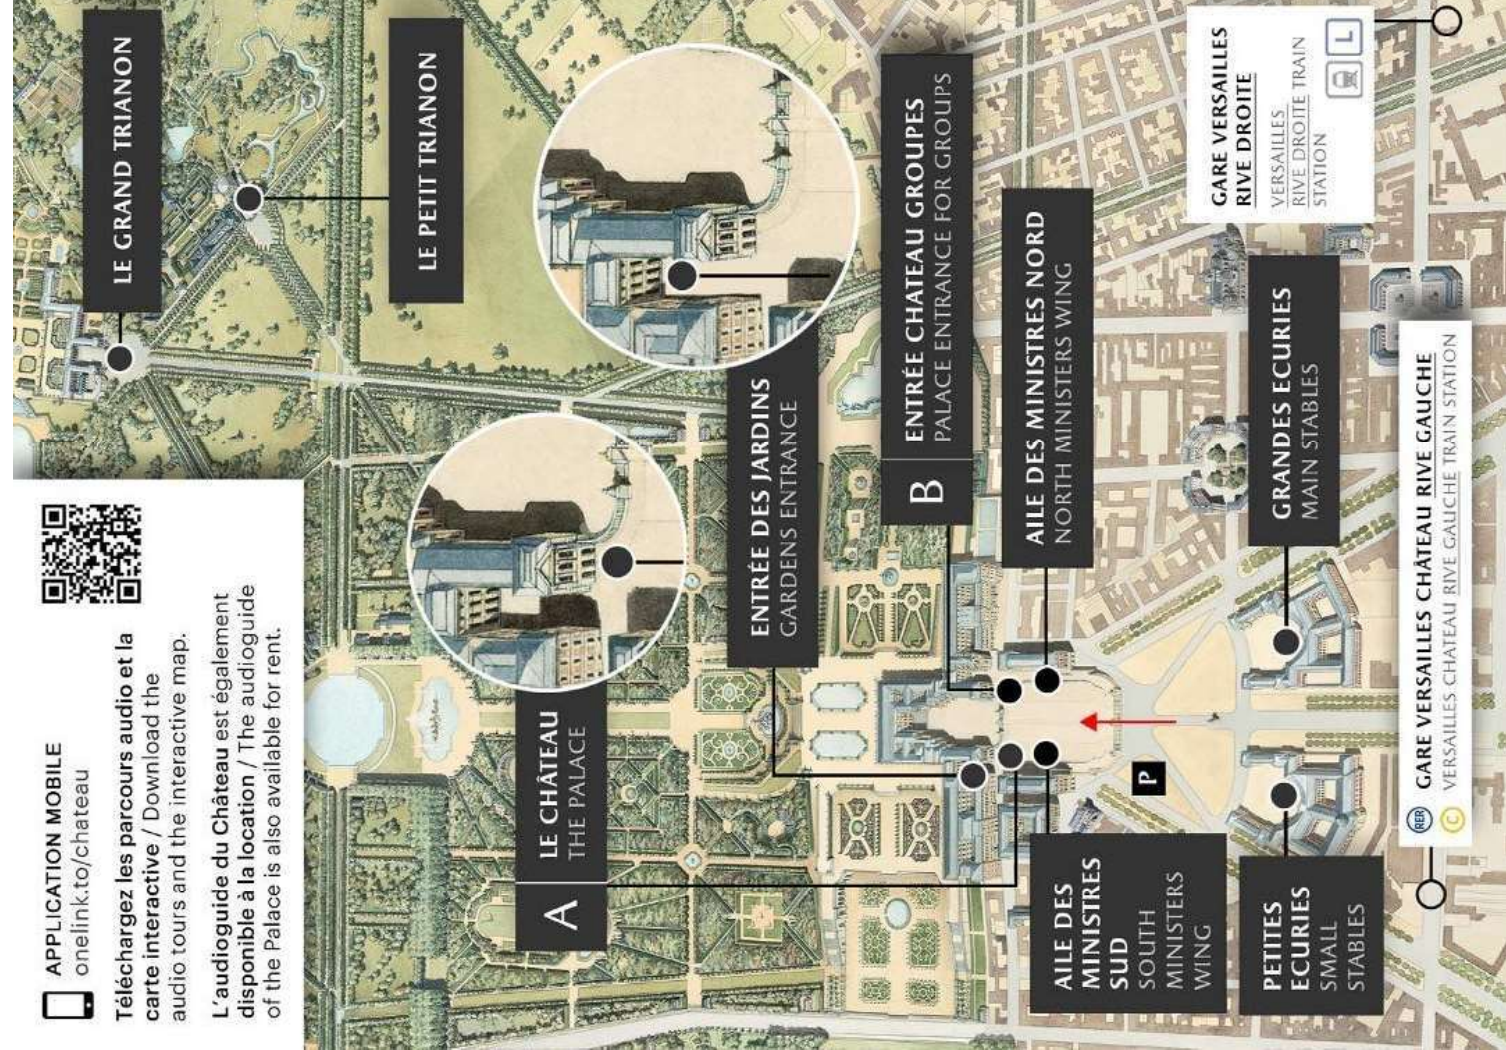 APPLICATION MOBILE
onelink.to/chateau
Téléchargez les parcours audio et la
carte interactive / Download the
audio tours and the interactive map.
L'audioguide du Château est également
disponible à la location / The audioguide
of the Palace is also available for rent.
LE GRAND TRIANON
LE PETIT TRIANON
A
LE CHÂTEAU
THE PALACE
ENTRÉE DES JARDINS
GARDENS ENTRANCE
B
ENTRÉE CHATEAU GROUPES
PALACE ENTRANCE FOR GROUPS
AILE DES MINISTRES NORD
NORTH MINISTERS WING
AILE DES
MINISTRES
SUD
SOUTH
MINISTERS
WING
P
GRANDES ECURIES
MAIN STABLES
PETITES
ECURIES
SMALL
STABLES
GARE VERSAILLES
RIVE DROITE
VERSAILLES
RIVE DROITE TRAIN
STATION
L
RER
C
GARE VERSAILLES CHÂTEAU RIVE GAUCHE
VERSAILLES CHATEAU RIVE GAUCHE TRAIN STATION